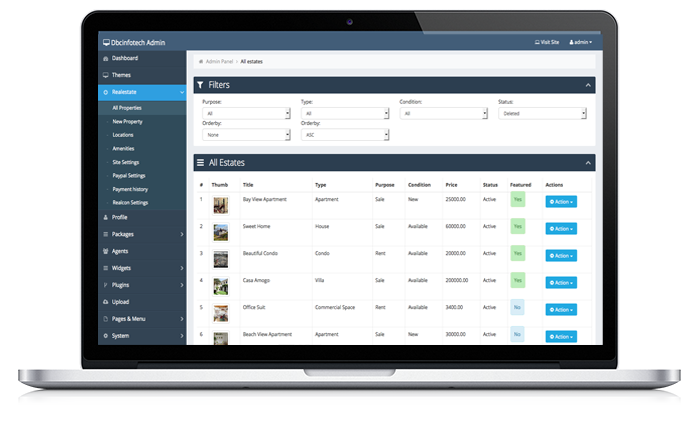 Dbcinfotech Admin
Visit Site
admin
Dashboard
Themes
Realestate
All Properties
New Property
Locations
Amenities
Site Settings
Paypal Settings
Payment history
Realcon Settings
Profile
Packages
Agents
Widgets
Plugins
Upload
Pages & Menu
System
Admin Panel > All estates
Filters
Purpose: Type: Condition: Status:
All All All Deleted
Orderby: Orderby:
None ASC
All Estates
# Thumb Title Type Purpose Condition Price Status Featured Actions
1 Bay View Apartment Apartment Sale New 25000.00 Active Yes Action
2 Sweet Home House Sale Available 60000.00 Active Yes Action
3 Beautiful Condo Condo Rent Available 20000.00 Active Yes Action
4 Casa Amogo Villa Sale Available 200000.00 Active Yes Action
5 Office Suit Commercial Space Rent Available 3400.00 Active No Action
6 Beach View Apartment Apartment Sale New 30000.00 Active No Action